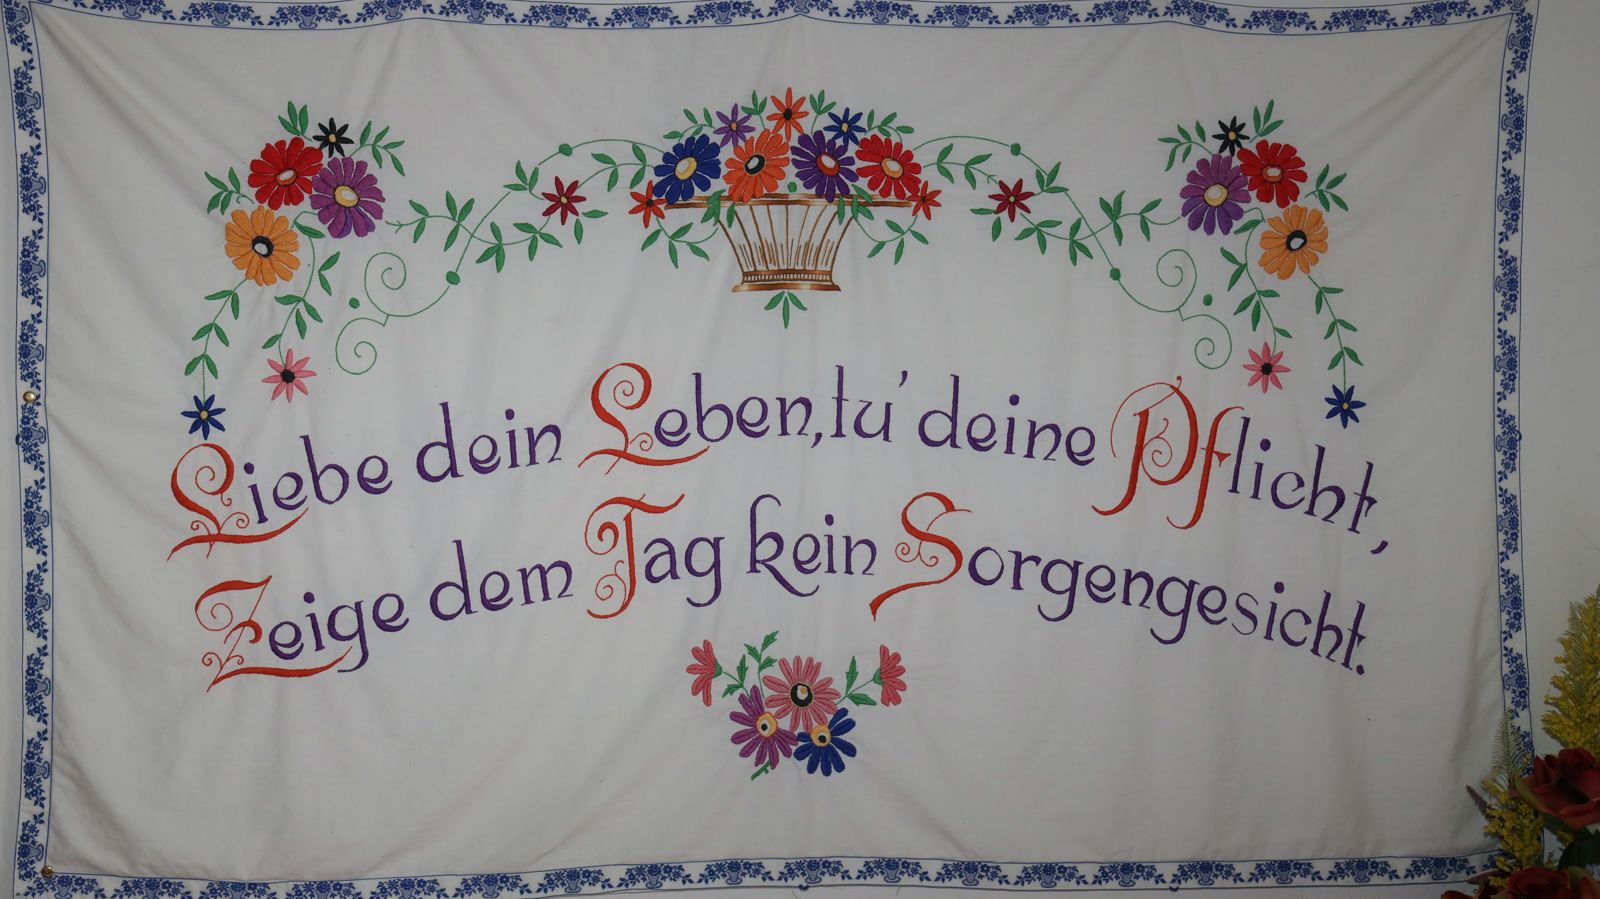 Liebe dein Leben, tu' deine Pflicht,
Zeige dem Tag kein Sorgengesicht.